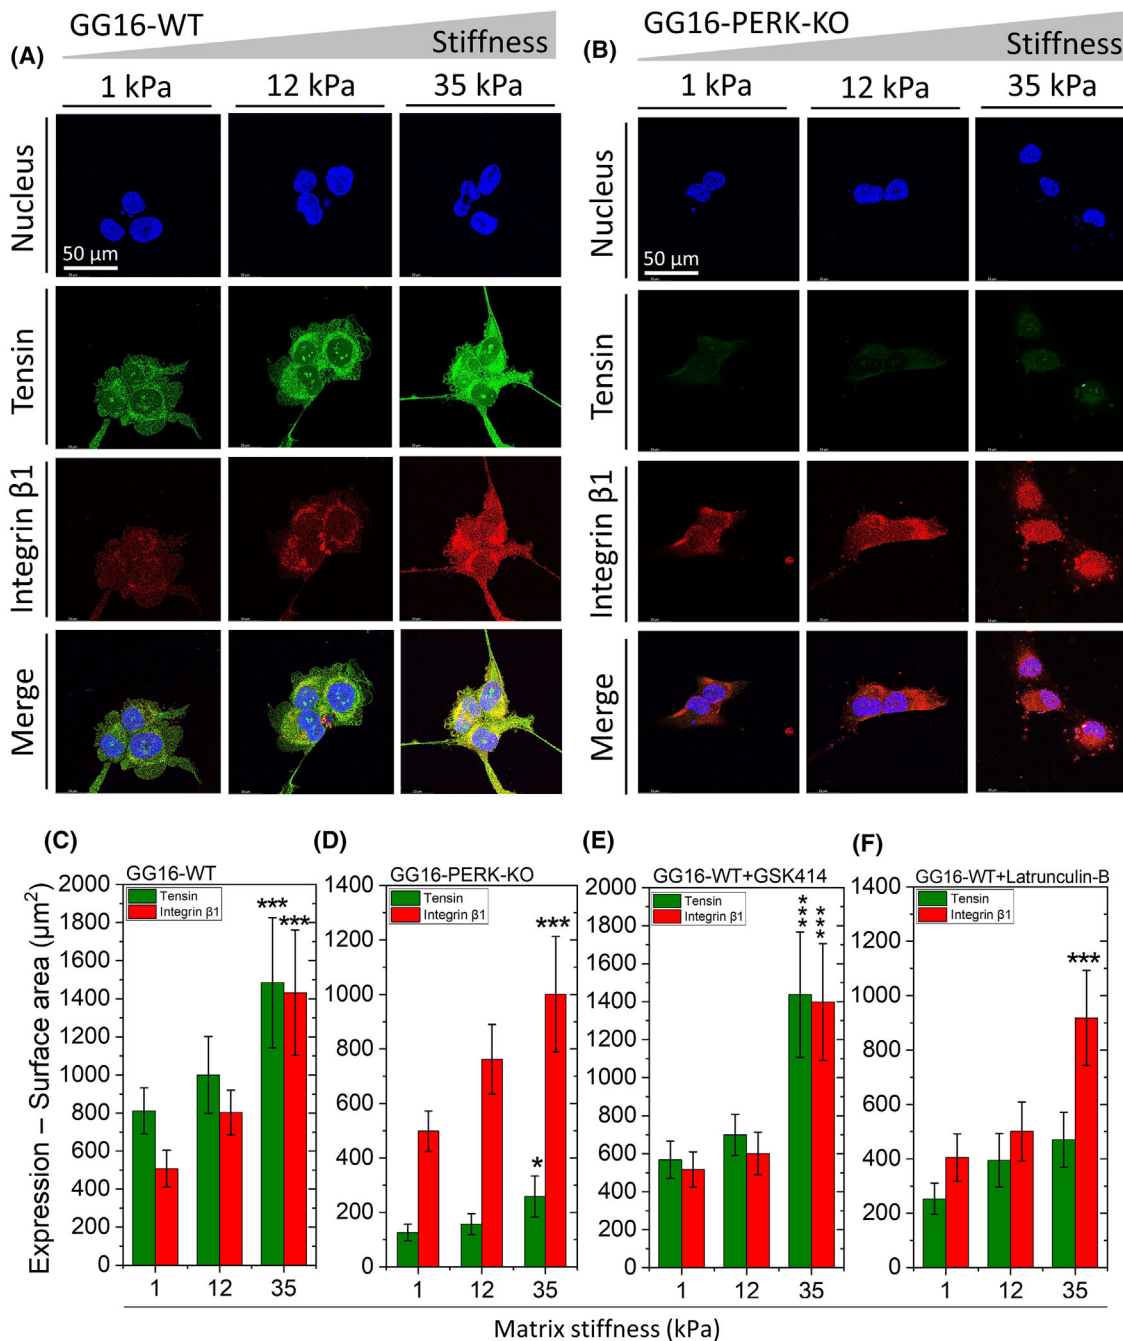 (A) GG16-WT
Stiffness
1 kPa 12 kPa 35 kPa
Nucleus
50 μm
Tensin
Integrin β1
Merge
(B) GG16-PERK-KO
Stiffness
1 kPa 12 kPa 35 kPa
Nucleus
50 μm
Tensin
Integrin β1
Merge
Expression – Surface area (μm²)
(C)
GG16-WT
Tensin
Integrin β1
2000
1800
1600
1400
1200
1000
800
600
400
200
0
*** ***
1 12 35
(D)
GG16-PERK-KO
Tensin
Integrin β1
1400
1200
1000
800
600
400
200
0
* ***
1 12 35
(E)
GG16-WT+GSK414
Tensin
Integrin β1
2000
1800
1600
1400
1200
1000
800
600
400
200
0
*** ***
1 12 35
(F)
GG16-WT+Latrunculin-B
Tensin
Integrin β1
1400
1200
1000
800
600
400
200
0
***
1 12 35
Matrix stiffness (kPa)